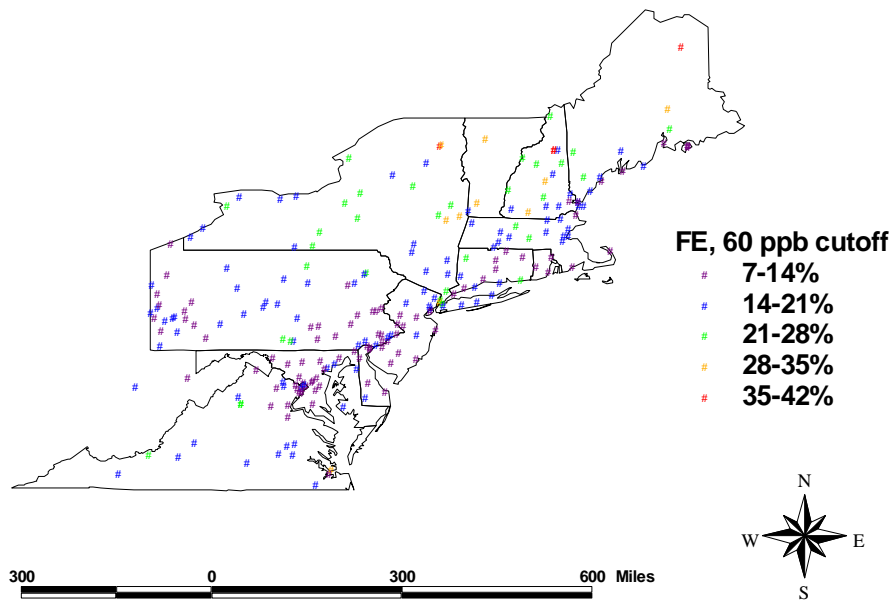 FE, 60 ppb cutoff
# 7-14%
# 14-21%
# 21-28%
# 28-35%
# 35-42%
N
W E
S
300 0 300 600 Miles